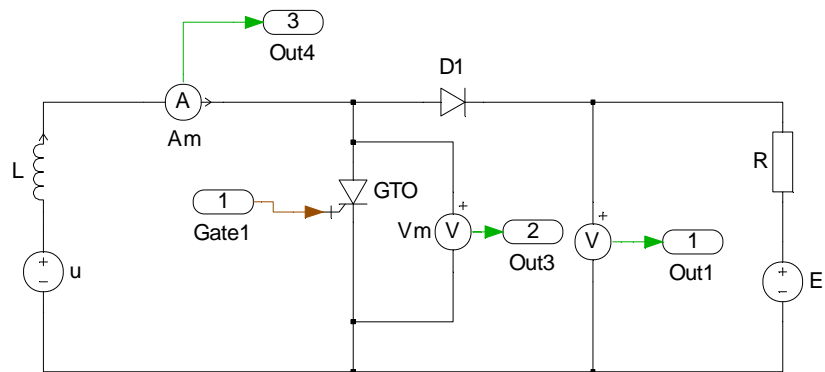 3
Out4
D1
A
Am
L
R
GTO
1
Gate1
+
Vm
V
2
Out3
+
V
1
Out1
+
−
u
+
−
E